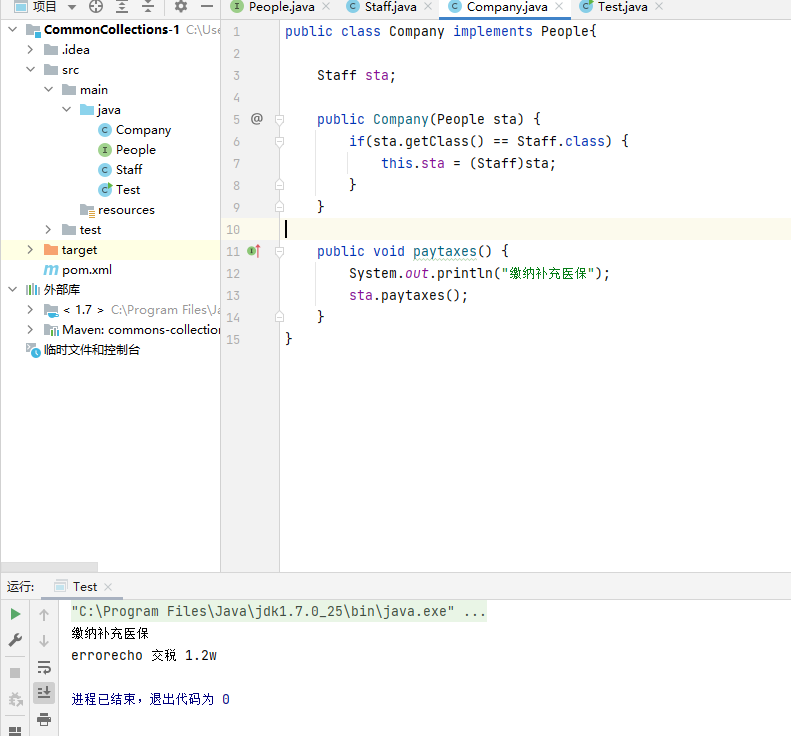 项目
People.java
Staff.java
Company.java
Test.java
CommonCollections-1 C:\Use
.idea
src
main
java
Company
People
Staff
Test
resources
test
target
pom.xml
外部库
< 1.7 > C:\Program Files\Ja
Maven: commons-collection
临时文件和控制台
1 public class Company implements People{
2
3 Staff sta;
4
5 public Company(People sta) {
6 if(sta.getClass() == Staff.class) {
7 this.sta = (Staff)sta;
8 }
9 }
10
11 public void paytaxes() {
12 System.out.println("缴纳补充医保");
13 sta.paytaxes();
14 }
15 }
运行: Test
"C:\Program Files\Java\jdk1.7.0_25\bin\java.exe" ...
缴纳补充医保
errorecho 交税 1.2w
进程已结束，退出代码为 0